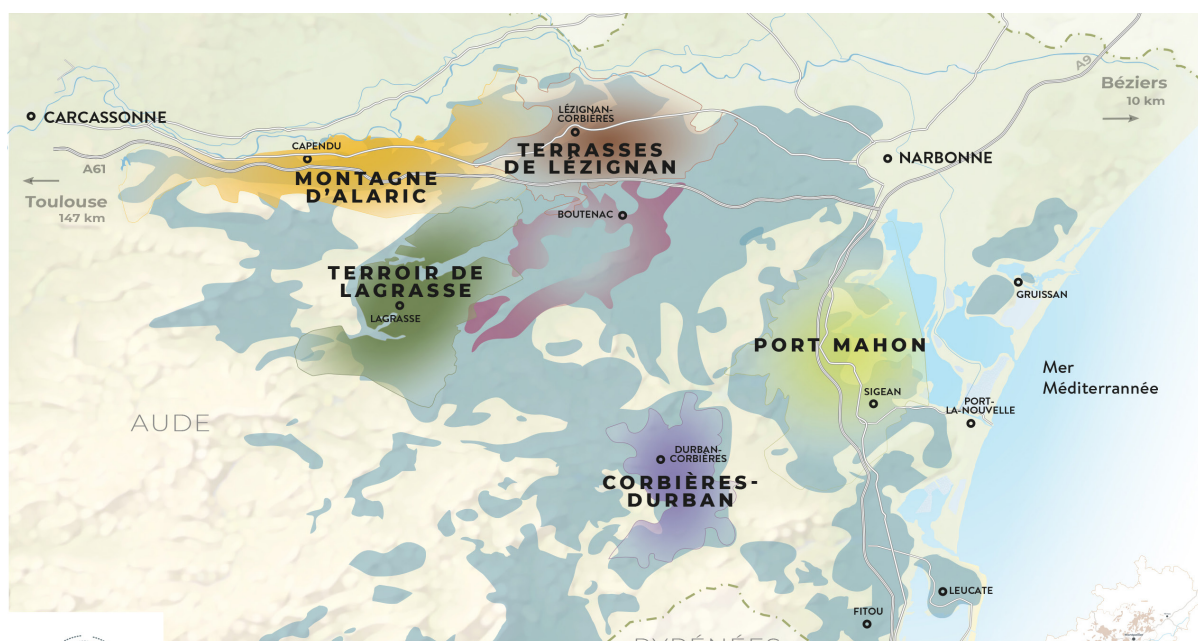 A9
Béziers
10 km
LÉZIGNAN-
CORBIÈRES
CARCASSONNE
CAPENDU
TERRASSES
DE LÉZIGNAN
NARBONNE
A61
MONTAGNE
D'ALARIC
Toulouse
147 km
BOUTENAC
TERROIR DE
LAGRASSE
LAGRASSE
GRUISSAN
PORT MAHON
Mer
Méditerrannée
SIGEAN
PORT-
LA-NOUVELLE
AUDE
DURBAN-
CORBIÈRES
CORBIÈRES-
DURBAN
LEUCATE
FITOU
PYRÉNÉES